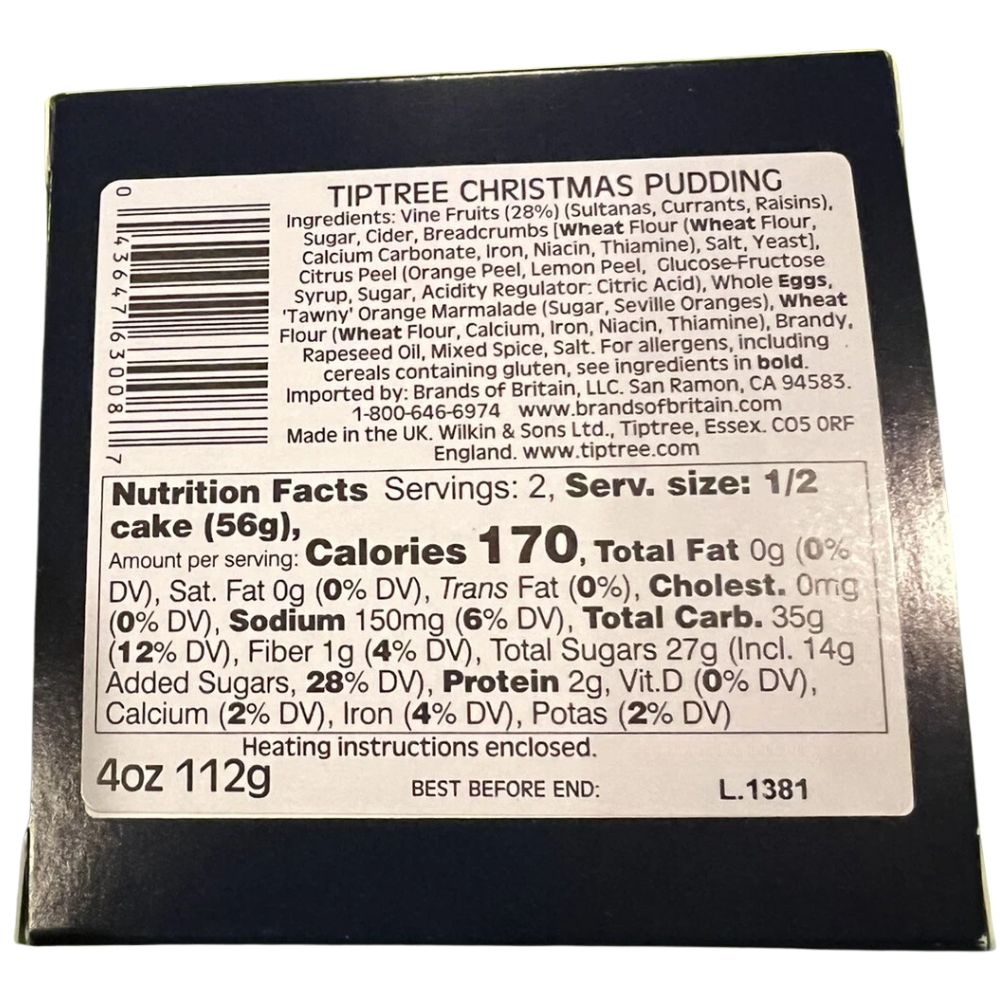 TIPTREE CHRISTMAS PUDDING
Ingredients: Vine Fruits (28%) (Sultanas, Currants, Raisins),
Sugar, Cider, Breadcrumbs [Wheat Flour (Wheat Flour,
Calcium Carbonate, Iron, Niacin, Thiamine), Salt, Yeast],
Citrus Peel (Orange Peel, Lemon Peel, Glucose-Fructose
Syrup, Sugar, Acidity Regulator: Citric Acid), Whole Eggs,
'Tawny' Orange Marmalade (Sugar, Seville Oranges), Wheat
Flour (Wheat Flour, Calcium, Iron, Niacin, Thiamine), Brandy,
Rapeseed Oil, Mixed Spice, Salt. For allergens, including
cereals containing gluten, see ingredients in bold.
Imported by: Brands of Britain, LLC. San Ramon, CA 94583.
1-800-646-6974 www.brandsofbritain.com
Made in the UK. Wilkin & Sons Ltd., Tiptree, Essex. CO5 0RF
England. www.tiptree.com
0 43647 63008 7
Nutrition Facts Servings: 2, Serv. size: 1/2
cake (56g),
Amount per serving: Calories 170, Total Fat 0g (0%
DV), Sat. Fat 0g (0% DV), Trans Fat (0%), Cholest. 0mg
(0% DV), Sodium 150mg (6% DV), Total Carb. 35g
(12% DV), Fiber 1g (4% DV), Total Sugars 27g (Incl. 14g
Added Sugars, 28% DV), Protein 2g, Vit.D (0% DV),
Calcium (2% DV), Iron (4% DV), Potas (2% DV)
Heating instructions enclosed.
4oz 112g
BEST BEFORE END: L.1381